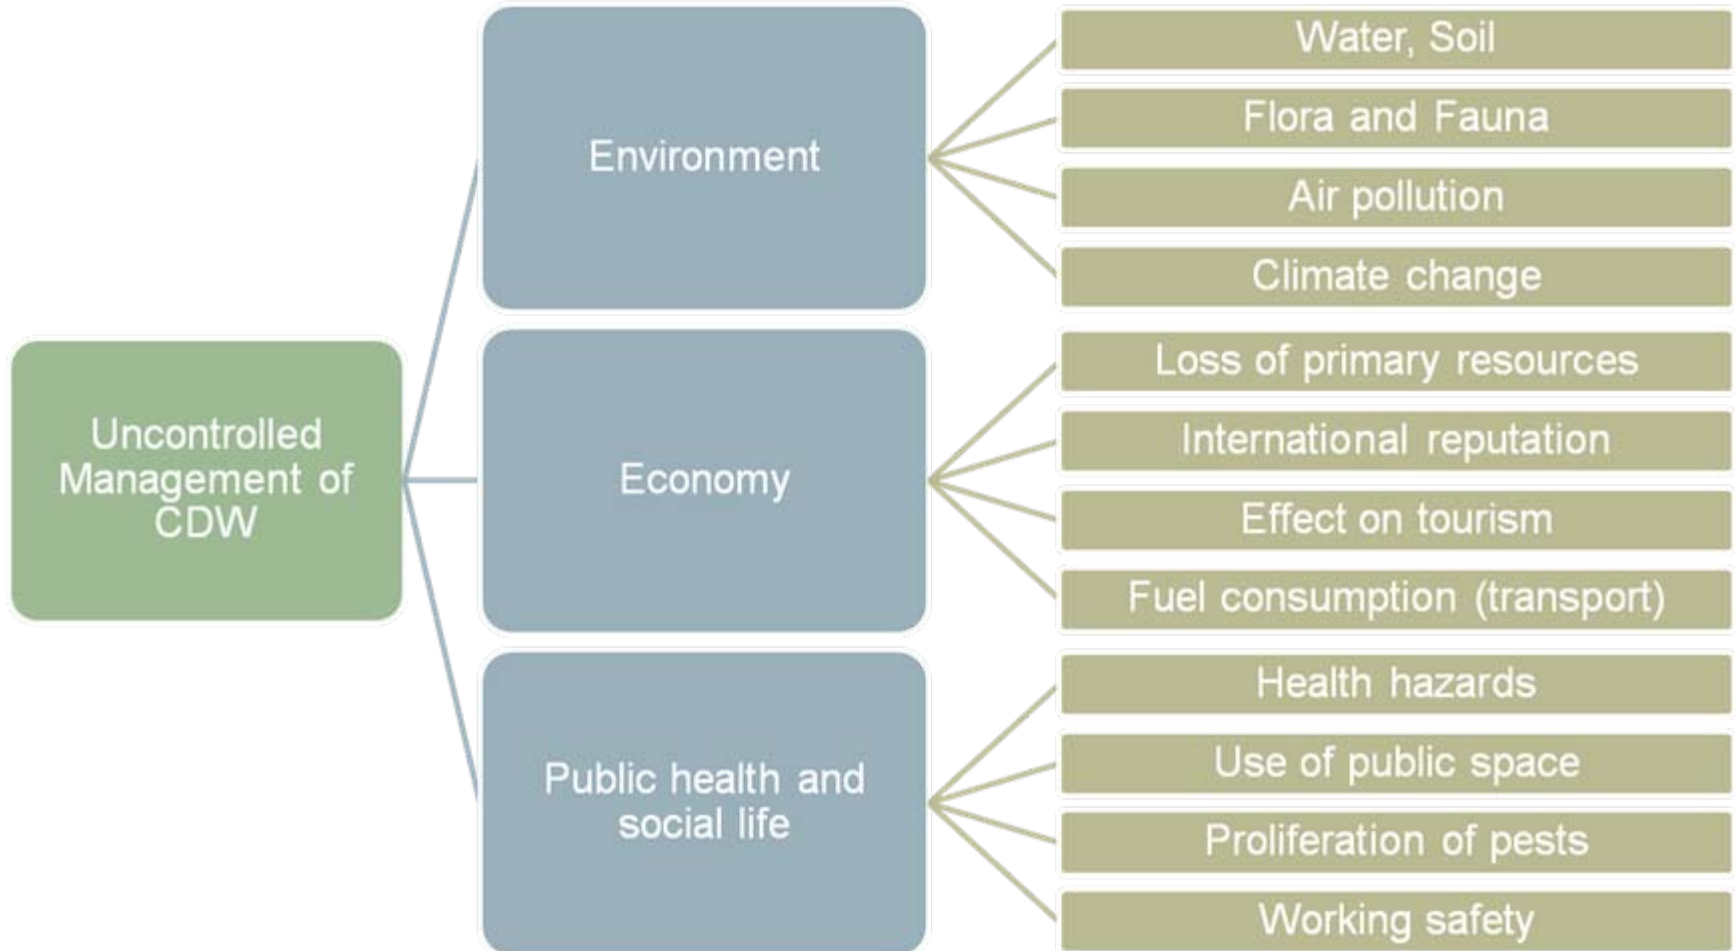 Uncontrolled
Management of
CDW
Environment
Water, Soil
Flora and Fauna
Air pollution
Climate change
Economy
Loss of primary resources
International reputation
Effect on tourism
Fuel consumption (transport)
Public health and
social life
Health hazards
Use of public space
Proliferation of pests
Working safety